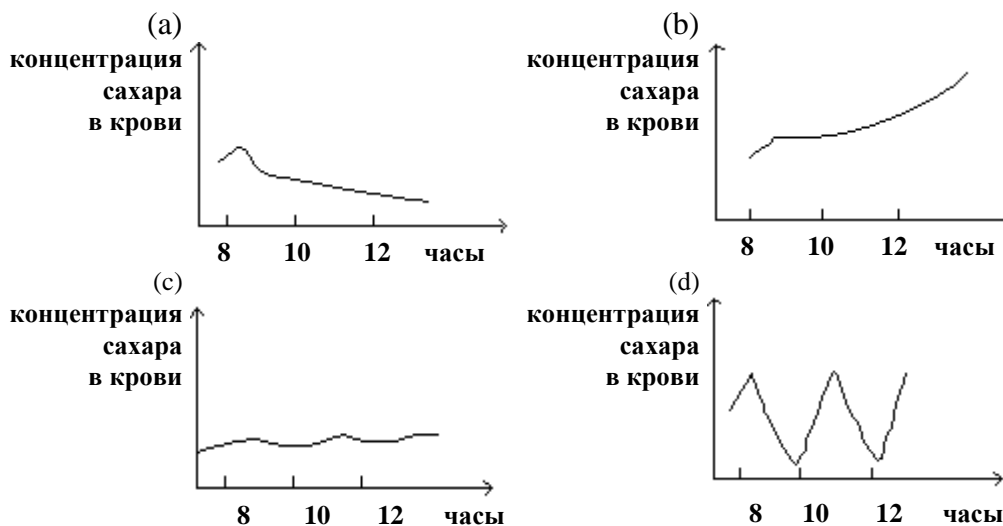 (a)
концентрация
сахара
в крови
8 10 12 часы
(b)
концентрация
сахара
в крови
8 10 12 часы
(c)
концентрация
сахара
в крови
8 10 12 часы
(d)
концентрация
сахара
в крови
8 10 12 часы